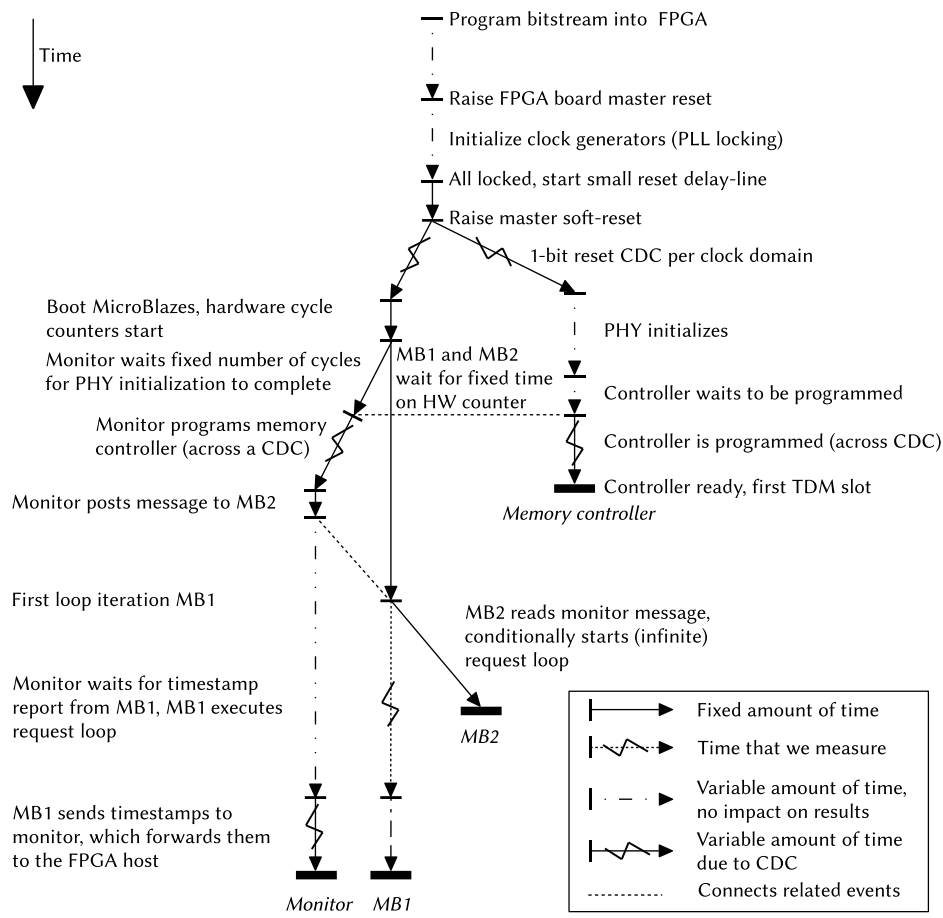 Program bitstream into FPGA
Time
Raise FPGA board master reset
Initialize clock generators (PLL locking)
All locked, start small reset delay-line
Raise master soft-reset
1-bit reset CDC per clock domain
Boot MicroBlazes, hardware cycle
counters start
PHY initializes
Monitor waits fixed number of cycles
for PHY initialization to complete
MB1 and MB2
wait for fixed time
on HW counter
Controller waits to be programmed
Monitor programs memory
controller (across a CDC)
Controller is programmed (across CDC)
Controller ready, first TDM slot
Memory controller
Monitor posts message to MB2
First loop iteration MB1
MB2 reads monitor message,
conditionally starts (infinite)
request loop
Monitor waits for timestamp
report from MB1, MB1 executes
request loop
MB2
MB1 sends timestamps to
monitor, which forwards them
to the FPGA host
Monitor
MB1
Fixed amount of time
Time that we measure
Variable amount of time,
no impact on results
Variable amount of time
due to CDC
Connects related events